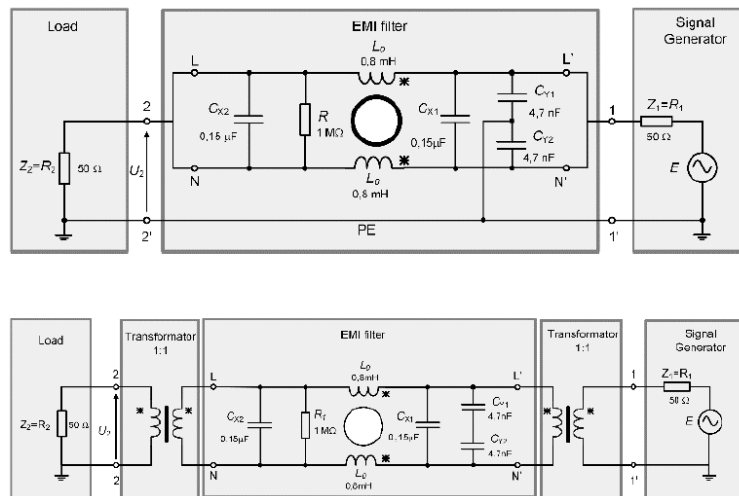 Load
EMI filter
Signal
Generator
L
L₀
0,8 mH
*
L'
2
C_X2
0,15 µF
R
1 MΩ
C_X1
0,15µF
C_Y1
4,7 nF
C_Y2
4,7 nF
1
Z₁=R₁
50 Ω
E
Z₂=R₂
50 Ω
U₂
N
*
L₀
0,8 mH
N'
2'
PE
1'
Load
Transformator
1:1
EMI filter
Transformator
1:1
Signal
Generator
2
L
L₀
0,8mH
*
L'
1
Z₁=R₁
50 Ω
Z₂=R₂
50 Ω
U₂
*
*
C_X2
0,15µF
R₁
1 MΩ
C_X1
0,15µF
C_Y1
4.7nF
C_Y2
4.7nF
*
*
E
2
N
*
L₀
0,8mH
N'
1'